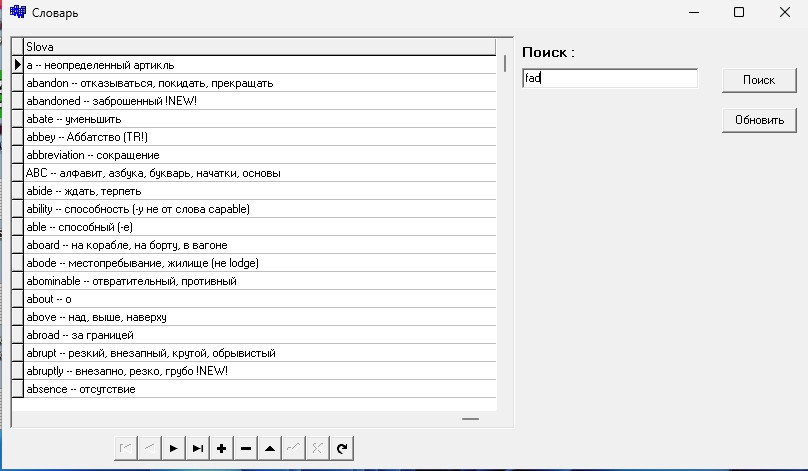 Словарь
Slova
a -- неопределенный артикль
abandon -- отказываться, покидать, прекращать
abandoned -- заброшенный !NEW!
abate -- уменьшить
abbey -- Аббатство (TR!)
abbreviation -- сокращение
ABC -- алфавит, азбука, букварь, начатки, основы
abide -- ждать, терпеть
ability -- способность (-y не от слова capable)
able -- способный (-e)
aboard -- на корабле, на борту, в вагоне
abode -- местопребывание, жилище (не lodge)
abominable -- отвратительный, противный
about -- о
above -- над, выше, наверху
abroad -- за границей
abrupt -- резкий, внезапный, крутой, обрывистый
abruptly -- внезапно, резко, грубо !NEW!
absence -- отсутствие
Поиск :
fad
Поиск
Обновить